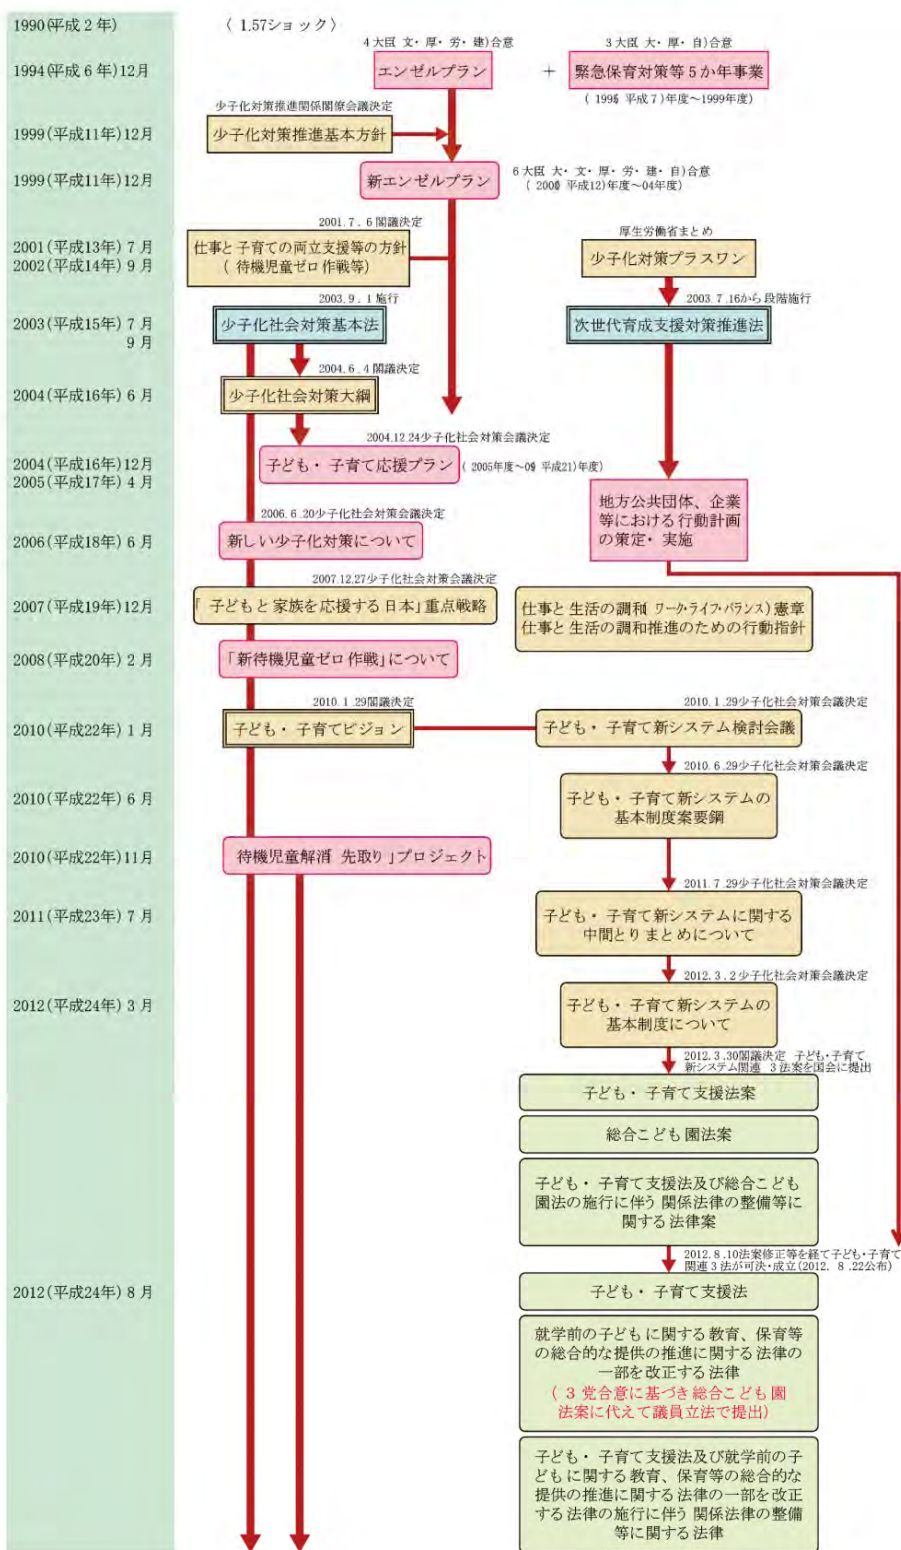 1990(平成2年)
〈 1.57ショック〉
4大臣 文・厚・労・建)合意
3大臣 大・厚・自)合意
1994(平成6年)12月
エンゼルプラン
+
緊急保育対策等5か年事業
( 1995 平成7)年度~1999年度)
少子化対策推進関係閣僚会議決定
1999(平成11年)12月
少子化対策推進基本方針
1999(平成11年)12月
新エンゼルプラン
6大臣 大・文・厚・労・建・自)合意
( 2000 平成12)年度~04年度)
2001.7.6閣議決定
2001(平成13年)7月
仕事と子育ての両立支援等の方針
( 待機児童ゼロ作戦等)
厚生労働省まとめ
2002(平成14年)9月
少子化対策プラスワン
2003.9.1施行
2003.7.16から段階施行
2003(平成15年)7月
9月
少子化社会対策基本法
次世代育成支援対策推進法
2004.6.4閣議決定
2004(平成16年)6月
少子化社会対策大綱
2004.12.24少子化社会対策会議決定
2004(平成16年)12月
子ども・子育て応援プラン
( 2005年度~09 平成21)年度)
2005(平成17年)4月
地方公共団体、企業
等における行動計画
の策定・実施
2006.6.20少子化社会対策会議決定
2006(平成18年)6月
新しい少子化対策について
2007.12.27少子化社会対策会議決定
2007(平成19年)12月
「子どもと家族を応援する日本」重点戦略
仕事と生活の調和 ワーク・ライフ・バランス)憲章
仕事と生活の調和推進のための行動指針
2008(平成20年)2月
「新待機児童ゼロ作戦」について
2010.1.29閣議決定
2010.1.29少子化社会対策会議決定
2010(平成22年)1月
子ども・子育てビジョン
子ども・子育て新システム検討会議
2010.6.29少子化社会対策会議決定
2010(平成22年)6月
子ども・子育て新システムの
基本制度案要綱
2010(平成22年)11月
待機児童解消 先取り」プロジェクト
2011.7.29少子化社会対策会議決定
2011(平成23年)7月
子ども・子育て新システムに関する
中間とりまとめについて
2012.3.2少子化社会対策会議決定
2012(平成24年)3月
子ども・子育て新システムの
基本制度について
2012.3.30閣議決定 子ども・子育て
新システム関連 3法案を国会に提出
子ども・子育て支援法案
総合こども園法案
子ども・子育て支援法及び総合こども
園法の施行に伴う関係法律の整備等に
関する法律案
2012.8.10法案修正等を経て子ども・子育て
関連3法が可決・成立(2012.8.22公布)
2012(平成24年)8月
子ども・子育て支援法
就学前の子どもに関する教育、保育等
の総合的な提供の推進に関する法律の
一部を改正する法律
( 3党合意に基づき総合こども園
法案に代えて議員立法で提出)
子ども・子育て支援法及び就学前の子
どもに関する教育、保育等の総合的な
提供の推進に関する法律の一部を改正
する法律の施行に伴う関係法律の整備
等に関する法律